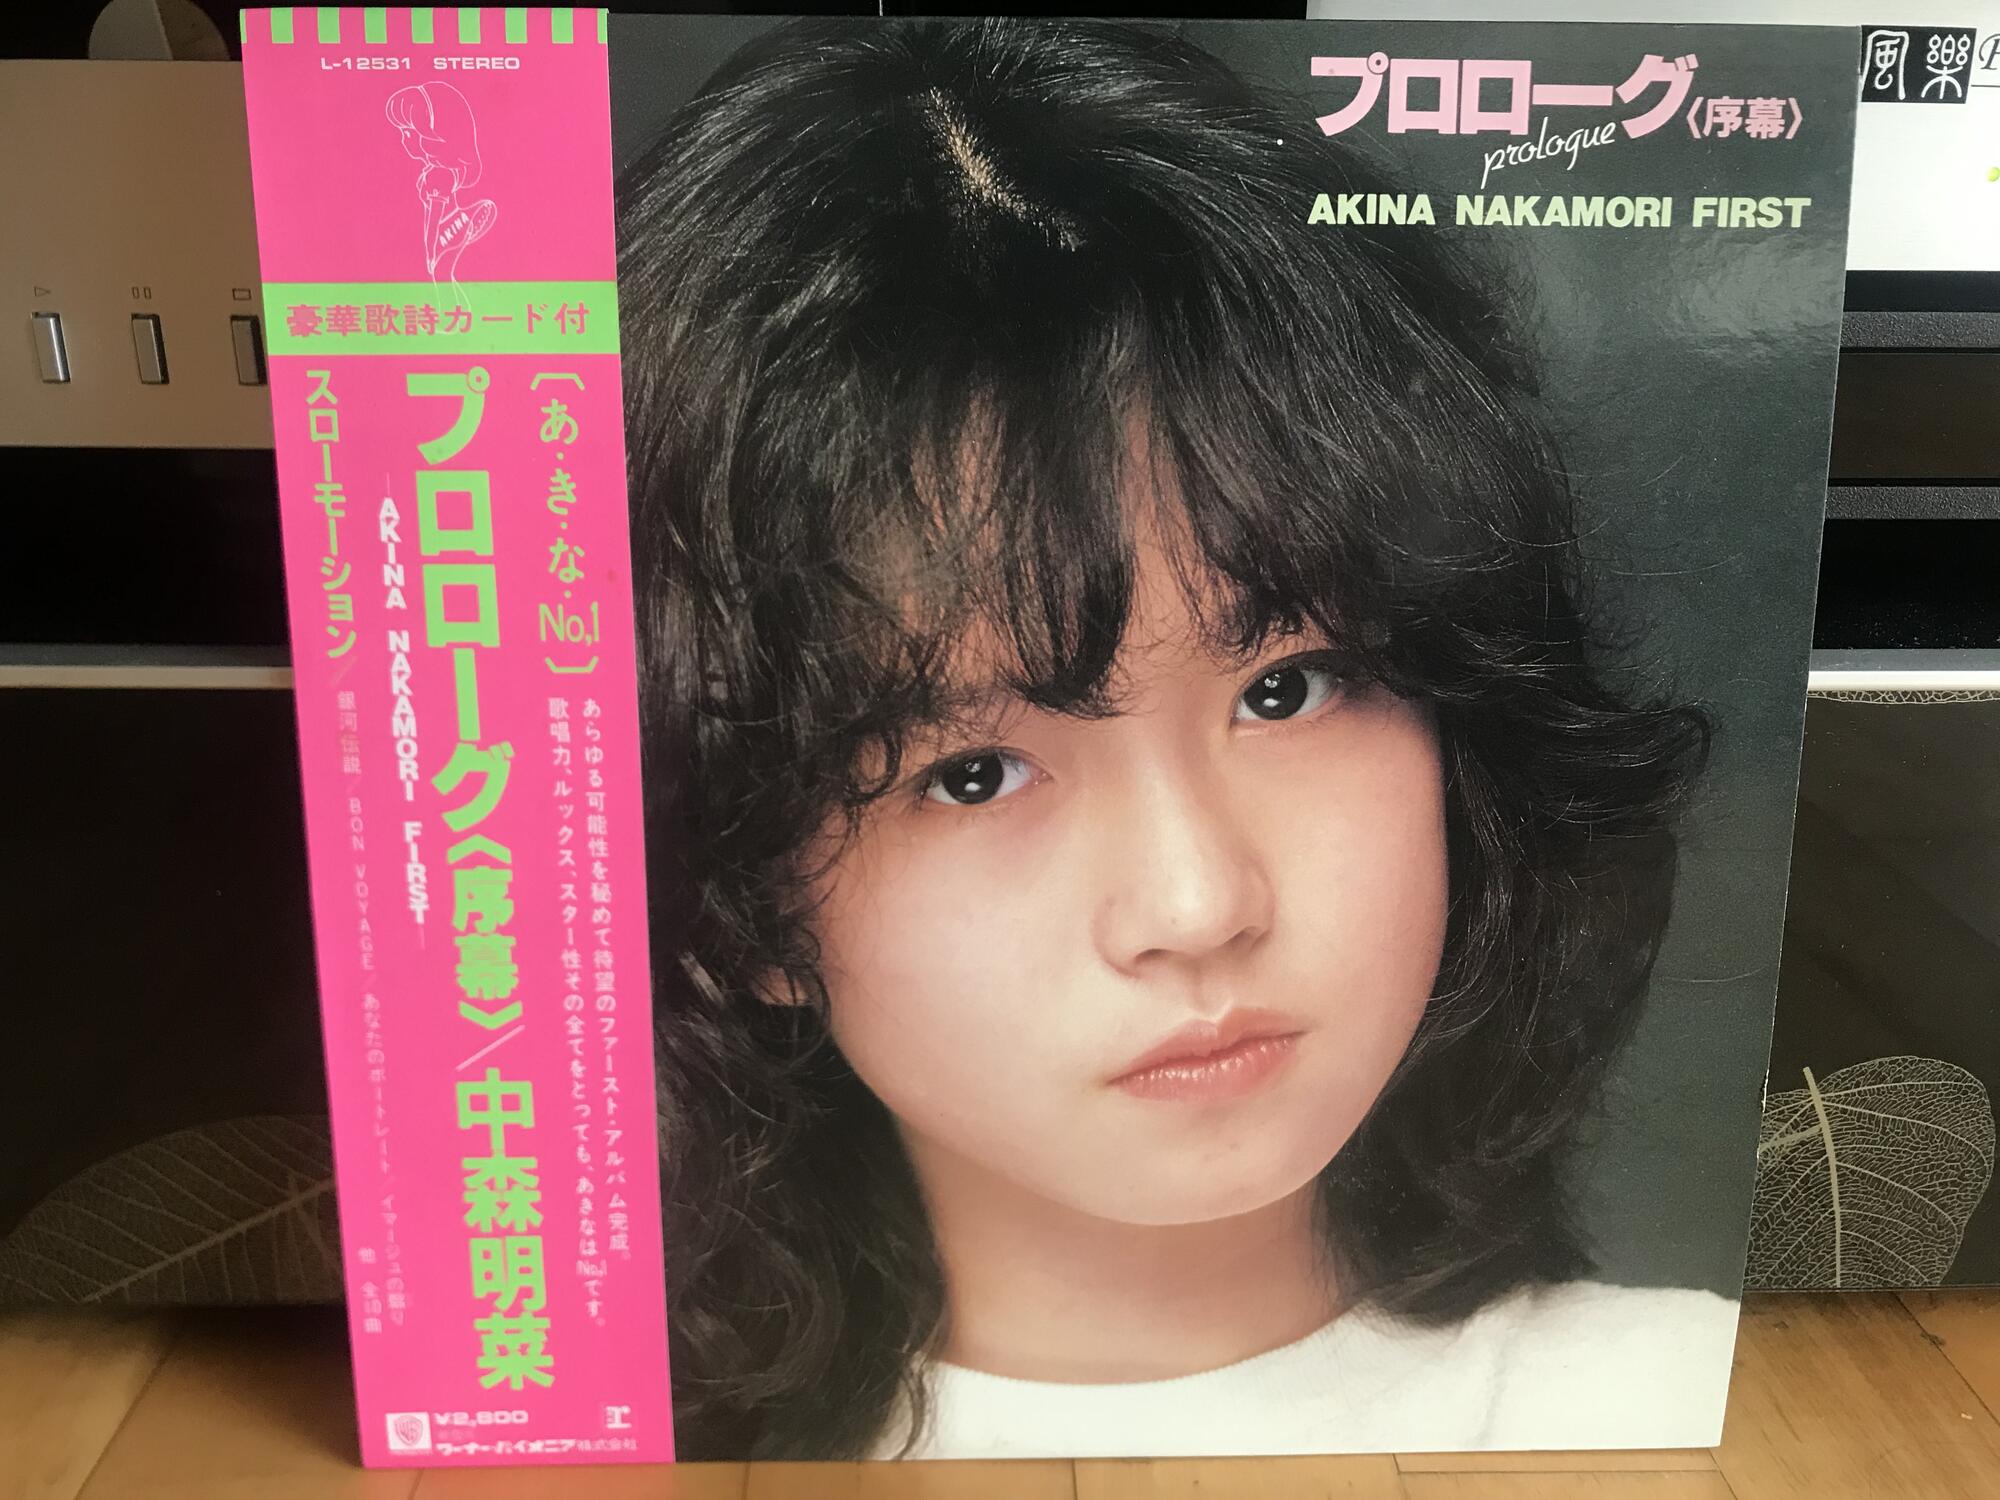 L-12531 STEREO
AKINA
豪華歌詩カード付
〔あ・き・な・No,1〕
あらゆる可能性を秘めて待望のファースト・アルバム完成。
歌唱力、ルックス、スター性その全てをとっても、あきなはNo,1です。
プロローグ〈序幕〉/中森明菜
—AKINA NAKAMORI FIRST—
スローモーション/銀河伝説/BON VOYAGE/あなたのポートレイト/イマージュの翳り
他 全10曲
¥2,800
ワーナー・パイオニア株式会社
r
プロローグ〈序幕〉
prologue
AKINA NAKAMORI FIRST
風樂